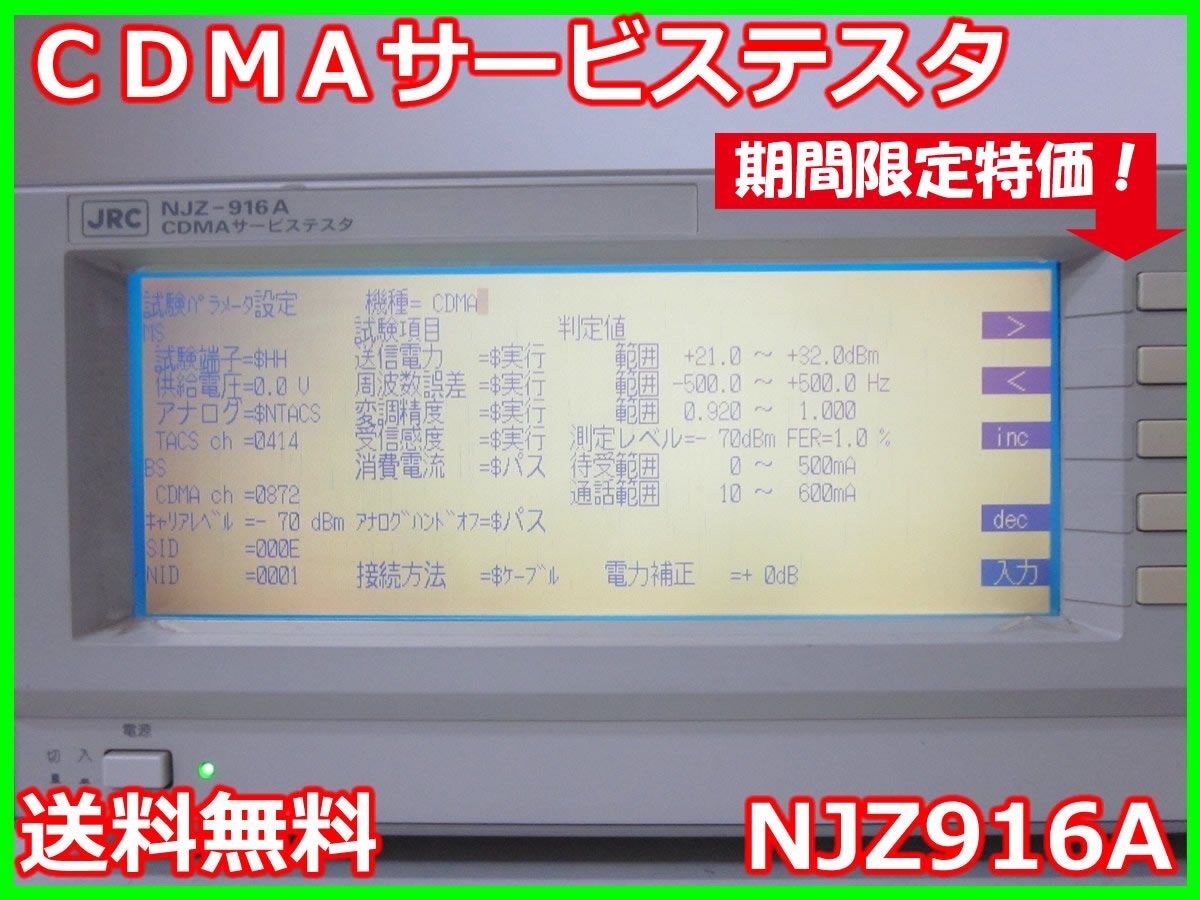 ＣＤＭＡサービステスタ
期間限定特価！
JRC NJZ-916A
CDMAサービステスタ
試験ﾊﾟﾗﾒｰﾀ設定 機種= CDMA
MS 試験項目 判定値
試験端子=$HH 送信電力 =$実行 範囲 +21.0 ～ +32.0dBm
供給電圧=0.0 V 周波数誤差 =$実行 範囲 -500.0 ～ +500.0 Hz
アナログ=$NTACS 変調精度 =$実行 範囲 0.920 ～ 1.000
TACS ch =0414 受信感度 =$実行 測定レベル=- 70dBm FER=1.0 %
BS 消費電流 =$パス 待受範囲 0 ～ 500mA
CDMA ch =0872 通話範囲 10 ～ 600mA
ｷｬﾘｱﾚﾍﾞﾙ =- 70 dBm ｱﾅﾛｸﾞﾊﾝﾄﾞｵﾌ=$パス
SID =000E
NID =0001 接続方法 =$ｹｰﾌﾞﾙ 電力補正 =+ 0dB
>
<
inc
dec
入力
電源
切 入
送料無料
NJZ916A